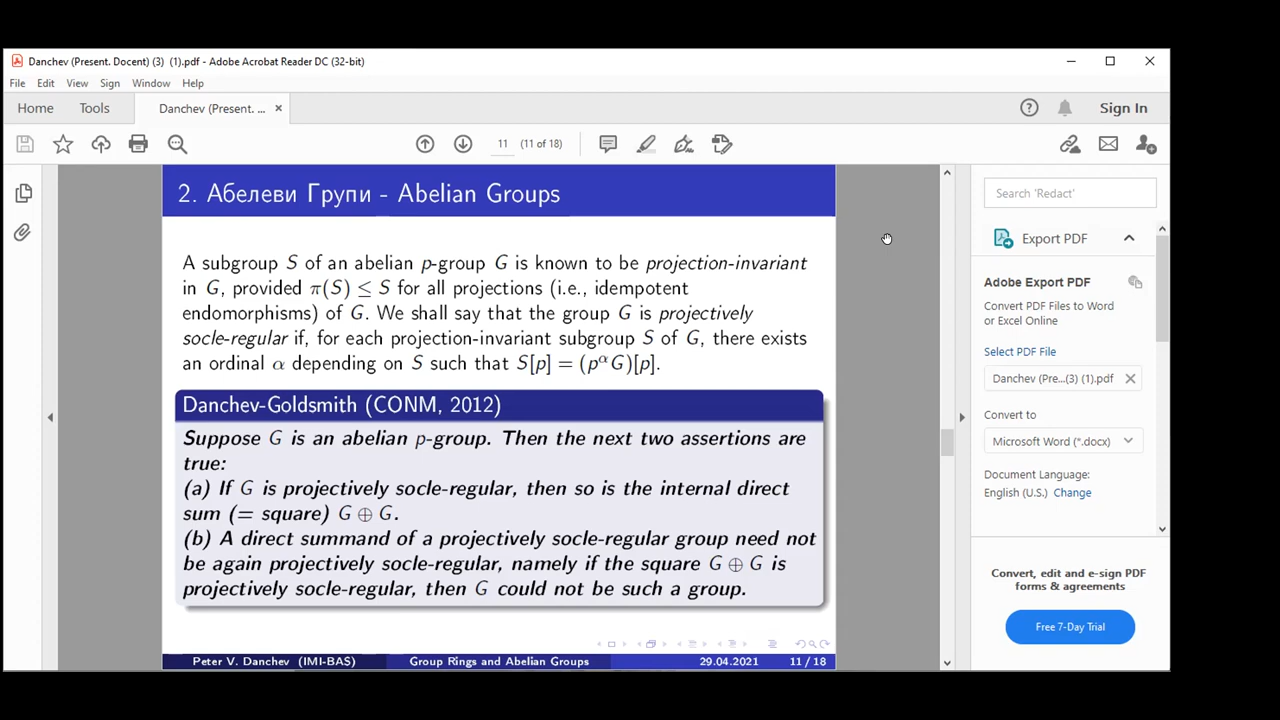 Danchev (Present. Docent) (3) (1).pdf - Adobe Acrobat Reader DC (32-bit)
File Edit View Sign Window Help
Home Tools Danchev (Present. ... × Sign In
11 (11 of 18)
2. Абелеви Групи - Abelian Groups
A subgroup S of an abelian p-group G is known to be projection-invariant
in G, provided π(S) ≤ S for all projections (i.e., idempotent
endomorphisms) of G. We shall say that the group G is projectively
socle-regular if, for each projection-invariant subgroup S of G, there exists
an ordinal α depending on S such that S[p] = (p^αG)[p].
Danchev-Goldsmith (CONM, 2012)
Suppose G is an abelian p-group. Then the next two assertions are
true:
(a) If G is projectively socle-regular, then so is the internal direct
sum (= square) G ⊕ G.
(b) A direct summand of a projectively socle-regular group need not
be again projectively socle-regular, namely if the square G ⊕ G is
projectively socle-regular, then G could not be such a group.
Peter V. Danchev (IMI-BAS) Group Rings and Abelian Groups 29.04.2021 11 / 18
Search 'Redact'
Export PDF
Adobe Export PDF
Convert PDF Files to Word
or Excel Online
Select PDF File
Danchev (Pre...(3) (1).pdf ×
Convert to
Microsoft Word (*.docx)
Document Language:
English (U.S.) Change
Convert, edit and e-sign PDF
forms & agreements
Free 7-Day Trial